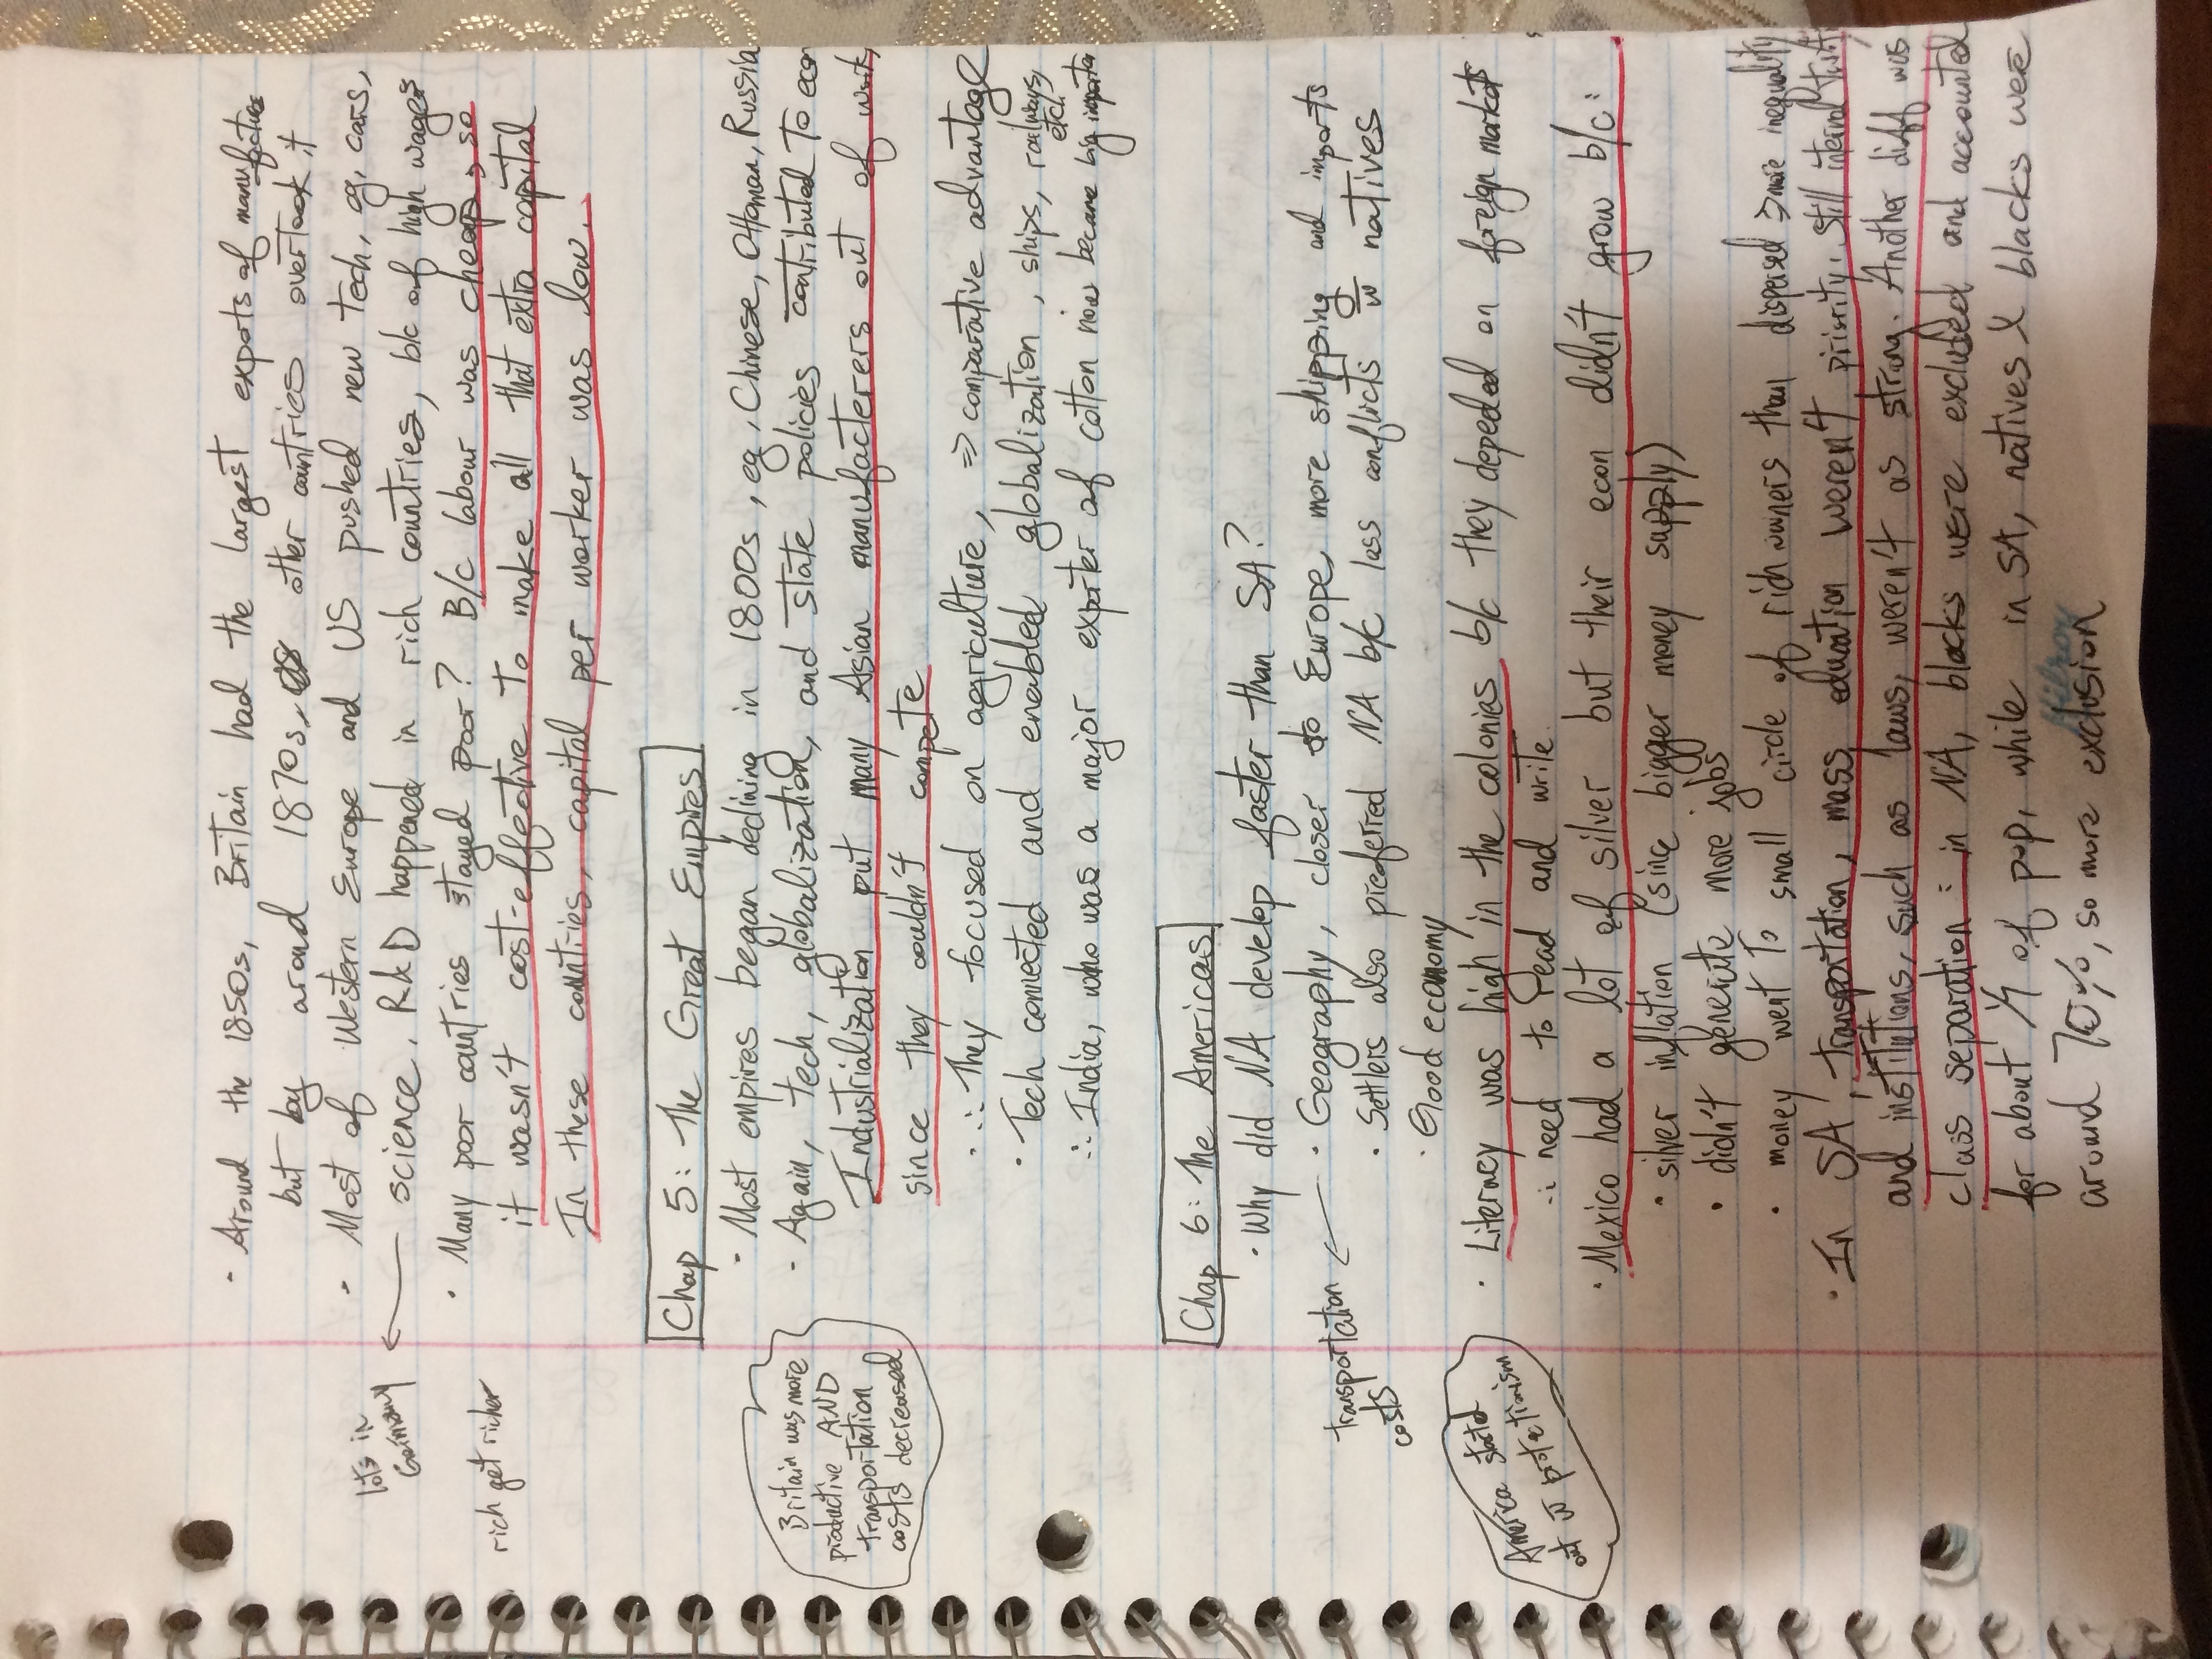 · Around the 1850s, Britain had the largest expots of manufactures
but by aroud 1870s, other countries overtook it
· Most of Western Europe and US pushed new tech, eg, cars,
lots in
Germany
science. R&D happened in rich countries, b/c of high wages
· Many poor countries stayed poor? B/c labour was cheap, so
rich get richer
it wasn't cost-effective to make all that extra capital
In these countries, capital per worker was low.
Chap 5: The Great Empires
· Most empires began declining in 1800s, eg, Chinese, Ottoman, Russia
Britain was more
productive AND
transportation
costs decreased
· Again, tech, globalization, and state policies contributed to econ
Industrialization put many Asian manufacterers out of work,
since they couldn't compete
· ∴ They focused on agriculture, => comparative advantage
· Tech connected and enabled globalization, ships, railways,
etc.
∴ India, who was a major exporter of cotton now became big importer
Chap 6: The Americas
· Why did NA develop faster than SA?
· Geography, closer to Europe, more shipping and imports
transportation
costs
· Settlers also preferred NA b/c less conflicts w̄ natives
· Good economy
· Literacy was high in the colonies b/c they depeded on foreign markets
America started
out w̄ protectionism
∴ need to read and write.
· Mexico had a lot of silver but their econ didn't grow b/c:
· silver inflation (since bigger money supply)
· didn't generate more jobs
· money went to small circle of rich owners than dispersed => more inequality
· In SA, transportation, mass education weren't priority. Still internal
and institutions, such as laws, weren't as strong. Another diff was
class separation: in NA, blacks were excluded and accounted
for about 1/7 of pop, while in SA, natives & blacks were
around 70%, so more exclusion
Hilroy